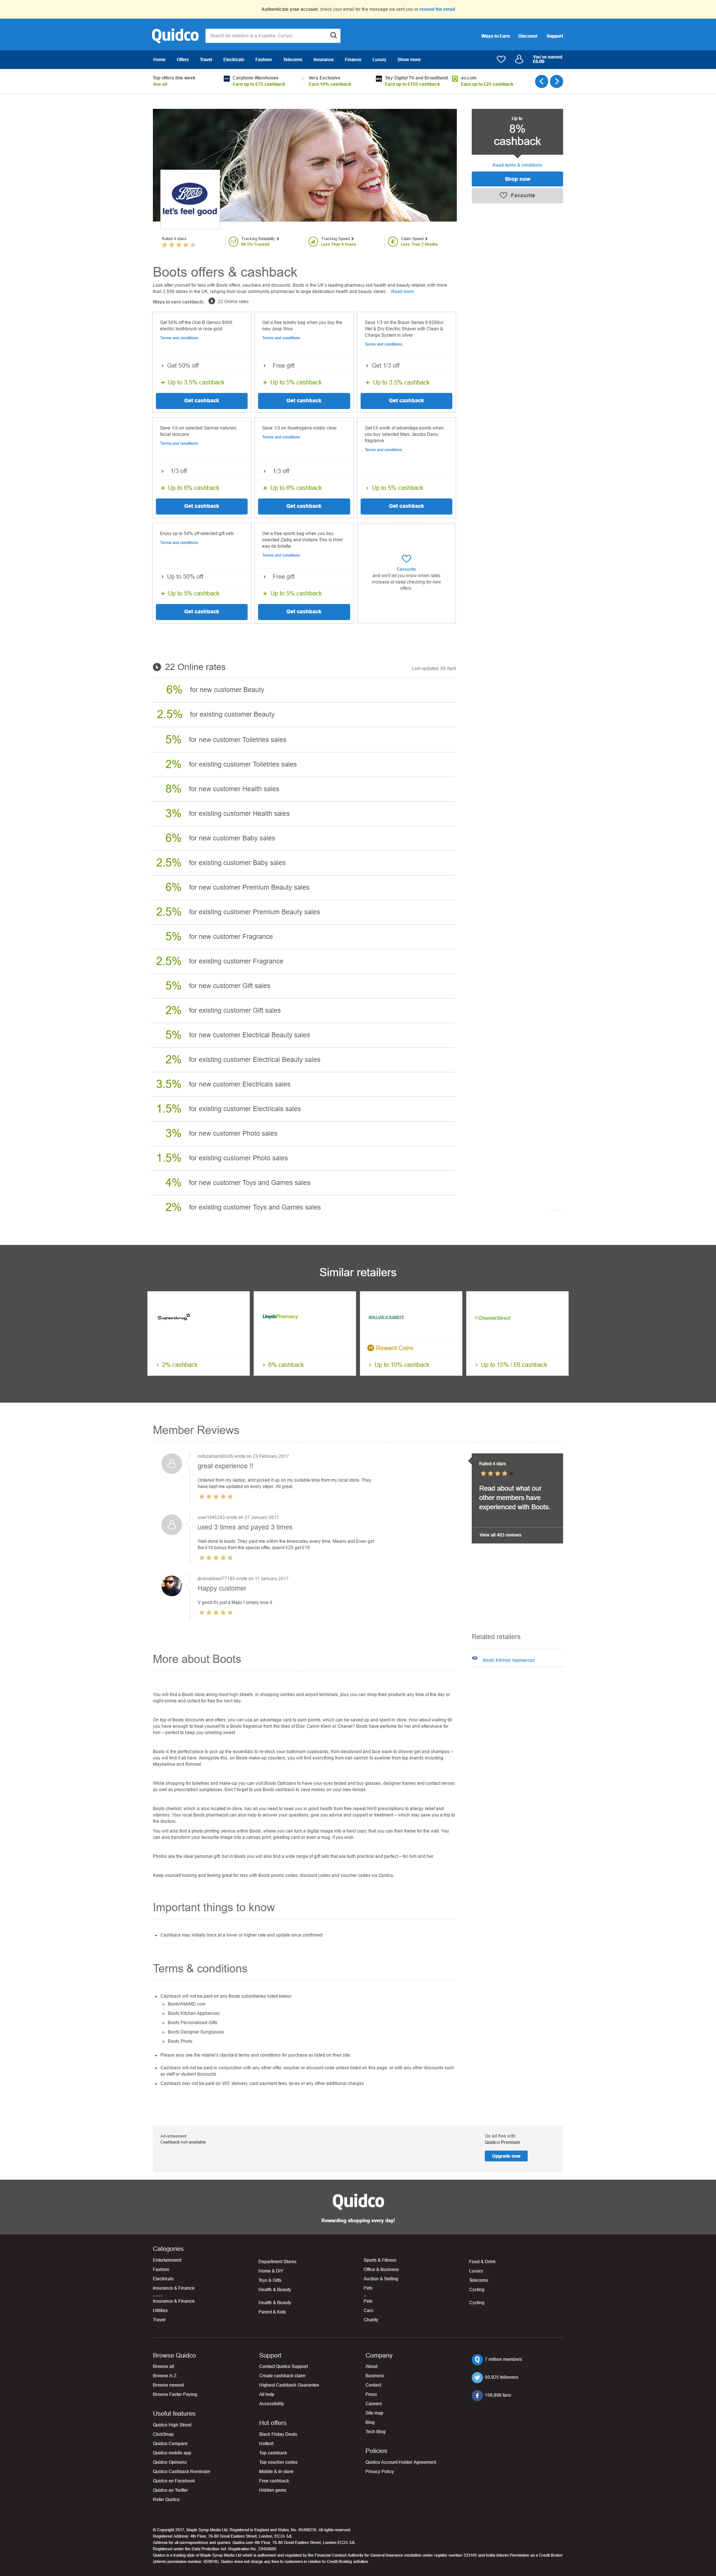 Authenticate your account, check your email for the message we sent you or resend the email
Quidco
Search for retailers (e.g Expedia, Currys)
Ways to Earn Discover Support
Home Offers Travel Electricals Fashion Telecoms Insurance Finance Luxury Show more
You've earned
£0.00
Top offers this week
See all
Carphone Warehouse
Earn up to £75 cashback
Very Exclusive
Earn 10% cashback
Sky Digital TV and Broadband
Earn up to £155 cashback
ao.com
Earn up to £25 cashback
Boots
let's feel good
Up to
8%
cashback
Read terms & conditions
Shop now
Favourite
Rated 4 stars
Tracking Reliability
Tracking Speed
Less Than 6 Hours
Claim Speed
Less Than 2 Months
Boots offers & cashback
Look after yourself for less with Boots offers, vouchers and discounts. Boots is the UK's leading pharmacy-led health and beauty retailer, with more
than 2,500 stores in the UK, ranging from local community pharmacies to large destination health and beauty stores. ... Read more
Ways to earn cashback: 22 Online rates
Get 50% off the Oral-B Genius 9000
electric toothbrush in rose gold
Terms and conditions
Get 50% off
Up to 3.5% cashback
Get cashback
Get a free toiletry bag when you buy the
new Joop Wow
Terms and conditions
Free gift
Up to 5% cashback
Get cashback
Save 1/3 on the Braun Series 9 9290cc
Wet & Dry Electric Shaver with Clean &
Charge System in silver
Terms and conditions
Get 1/3 off
Up to 3.5% cashback
Get cashback
Save 1/3 on selected Garnier naturals
facial skincare
Terms and conditions
1/3 off
Up to 6% cashback
Get cashback
Save 1/3 on Nuetrogena visibly clear
Terms and conditions
1/3 off
Up to 6% cashback
Get cashback
Get £5 worth of advantage points when
you buy selected Marc Jacobs Daisy
fragrance
Terms and conditions
Up to 5% cashback
Get cashback
Enjoy up to 50% off selected gift sets
Terms and conditions
Up to 50% off
Up to 5% cashback
Get cashback
Get a free sports bag when you buy
selected Zadig and Voltaire This is Him!
eau de toilette
Terms and conditions
Free gift
Up to 5% cashback
Get cashback
Favourite
and we'll let you know when rates
increase or keep checking for new
offers.
22 Online rates
Last updated: 06 April
6% for new customer Beauty
2.5% for existing customer Beauty
5% for new customer Toiletries sales
2% for existing customer Toiletries sales
8% for new customer Health sales
3% for existing customer Health sales
6% for new customer Baby sales
2.5% for existing customer Baby sales
6% for new customer Premium Beauty sales
2.5% for existing customer Premium Beauty sales
5% for new customer Fragrance
2.5% for existing customer Fragrance
5% for new customer Gift sales
2% for existing customer Gift sales
5% for new customer Electrical Beauty sales
2% for existing customer Electrical Beauty sales
3.5% for new customer Electricals sales
1.5% for existing customer Electricals sales
3% for new customer Photo sales
1.5% for existing customer Photo sales
4% for new customer Toys and Games sales
2% for existing customer Toys and Games sales
Similar retailers
Superdrug
2% cashback
LloydsPharmacy
6% cashback
HOLLAND & BARRETT
Reward Coins
Up to 10% cashback
Chemist Direct
Up to 15% / £6 cashback
Member Reviews
mdozaman60326 wrote on 23 February 2017
great experience !!
Ordered from my laptop, and picked it up on my suitable time from my local store. They
have kept me updated on every steps. All great.
user1045293 wrote on 27 January 2017
used 3 times and payed 3 times
Well done to boots. They paid me within the timescales every time. Means alot Even got
the £10 bonus from the special offer, spend £25 get £10
wrote on 11 January 2017
Happy customer
V good it's just a Majic I simply love it.
Rated 4 stars
Read about what our
other members have
experienced with Boots.
View all 403 reviews
Related retailers
Boots Kitchen Appliances
More about Boots
You will find a Boots store along most high streets, in shopping centres and airport terminals, plus you can shop their products any time of the day or
night online and collect for free the next day.
On top of Boots discounts and offers, you can use an advantage card to earn points, which can be saved up and spent in store. How about waiting till
you have enough to treat yourself to a Boots fragrance from the likes of Dior, Calvin Klein or Chanel? Boots have perfume for her and aftershave for
him – perfect to keep you smelling sweet.
Boots is the perfect place to pick up the essentials to re-stock your bathroom cupboards, from deodorant and face wash to shower gel and shampoo –
you will find it all here. Alongside this, on Boots make-up counters, you will find everything from nail varnish to eyeliner from top brands including
Maybelline and Rimmel.
While shopping for toiletries and make-up you can visit Boots Opticians to have your eyes tested and buy glasses, designer frames and contact lenses
as well as prescription sunglasses. Don't forget to use Boots cashback to save money on your new lenses.
Boots chemist, which is also located in-store, has all you need to keep you in good health from free repeat NHS prescriptions to allergy relief and
vitamins. Your local Boots pharmacist can also help to answer your questions, give you advice and support or treatment – which may save you a trip to
the doctors.
You will also find a photo printing service within Boots, where you can turn a digital image into a hard copy, that you can then frame for the wall. You
can also transform your favourite image to a canvas print, greeting card or even a mug, if you wish.
Photos are the ideal personal gift, but in Boots you will also find a wide range of gift sets that are both practical and perfect – for him and her.
Keep yourself looking and feeling great for less with Boots promo codes, discount codes and voucher codes via Quidco.
Important things to know
Cashback may initially track at a lower or higher rate and update once confirmed
Terms & conditions
Cashback will not be paid on any Boots subsidiaries listed below:
BootsWebMD.com
Boots Kitchen Appliances
Boots Personalised Gifts
Boots Designer Sunglasses
Boots Photo
Please also see the retailer's standard terms and conditions for purchase as listed on their site.
Cashback will not be paid in conjunction with any other offer, voucher or discount code unless listed on this page, or with any other discounts such
as staff or student discounts
Cashback may not be paid on VAT, delivery, card payment fees, taxes or any other additional charges
Advertisement
Cashback not available
Go ad free with
Quidco Premium
Upgrade now
Quidco
Rewarding shopping every day!
Categories
Entertainment
Fashion
Electricals
Insurance & Finance
Insurance & Finance
Utilities
Travel
Department Stores
Home & DIY
Toys & Gifts
Health & Beauty
Health & Beauty
Parent & Kids
Sports & Fitness
Office & Business
Auction & Selling
Pets
Pets
Cars
Charity
Food & Drink
Luxury
Telecoms
Cycling
Cycling
Browse Quidco
Browse all
Browse A-Z
Browse newest
Browse Faster Paying
Useful features
Quidco High Street
ClickSnap
Quidco Compare
Quidco mobile app
Quidco Opinions
Quidco Cashback Reminder
Quidco on Facebook
Quidco on Twitter
Refer Quidco
Support
Contact Quidco Support
Create cashback claim
Highest Cashback Guarantee
All help
Accessibility
Hot offers
Black Friday Deals
Hottest
Top cashback
Top voucher codes
Mobile & in-store
Free cashback
Hidden gems
Company
About
Business
Contact
Press
Careers
Site map
Blog
Tech Blog
Policies
Quidco Account Holder Agreement
Privacy Policy
7 million members
50,925 followers
156,896 fans
© Copyright 2017, Maple Syrup Media Ltd. Registered in England and Wales, No. 05498276. All rights reserved.
Registered Address: 4th Floor, 76-80 Great Eastern Street, London, EC2A 3JL
Address for all correspondence and queries: Quidco.com 4th Floor, 76-80 Great Eastern Street, London EC2A 3JL
Registered under the Data Protection Act. Registration No. Z9459695
Quidco is a trading style of Maple Syrup Media Ltd which is authorised and regulated by the Financial Conduct Authority for General Insurance mediation under register number 533185 and holds Interim Permission as a Credit Broker
(interim permission number: 655976). Quidco does not charge any fees to customers in relation to Credit Broking activities.